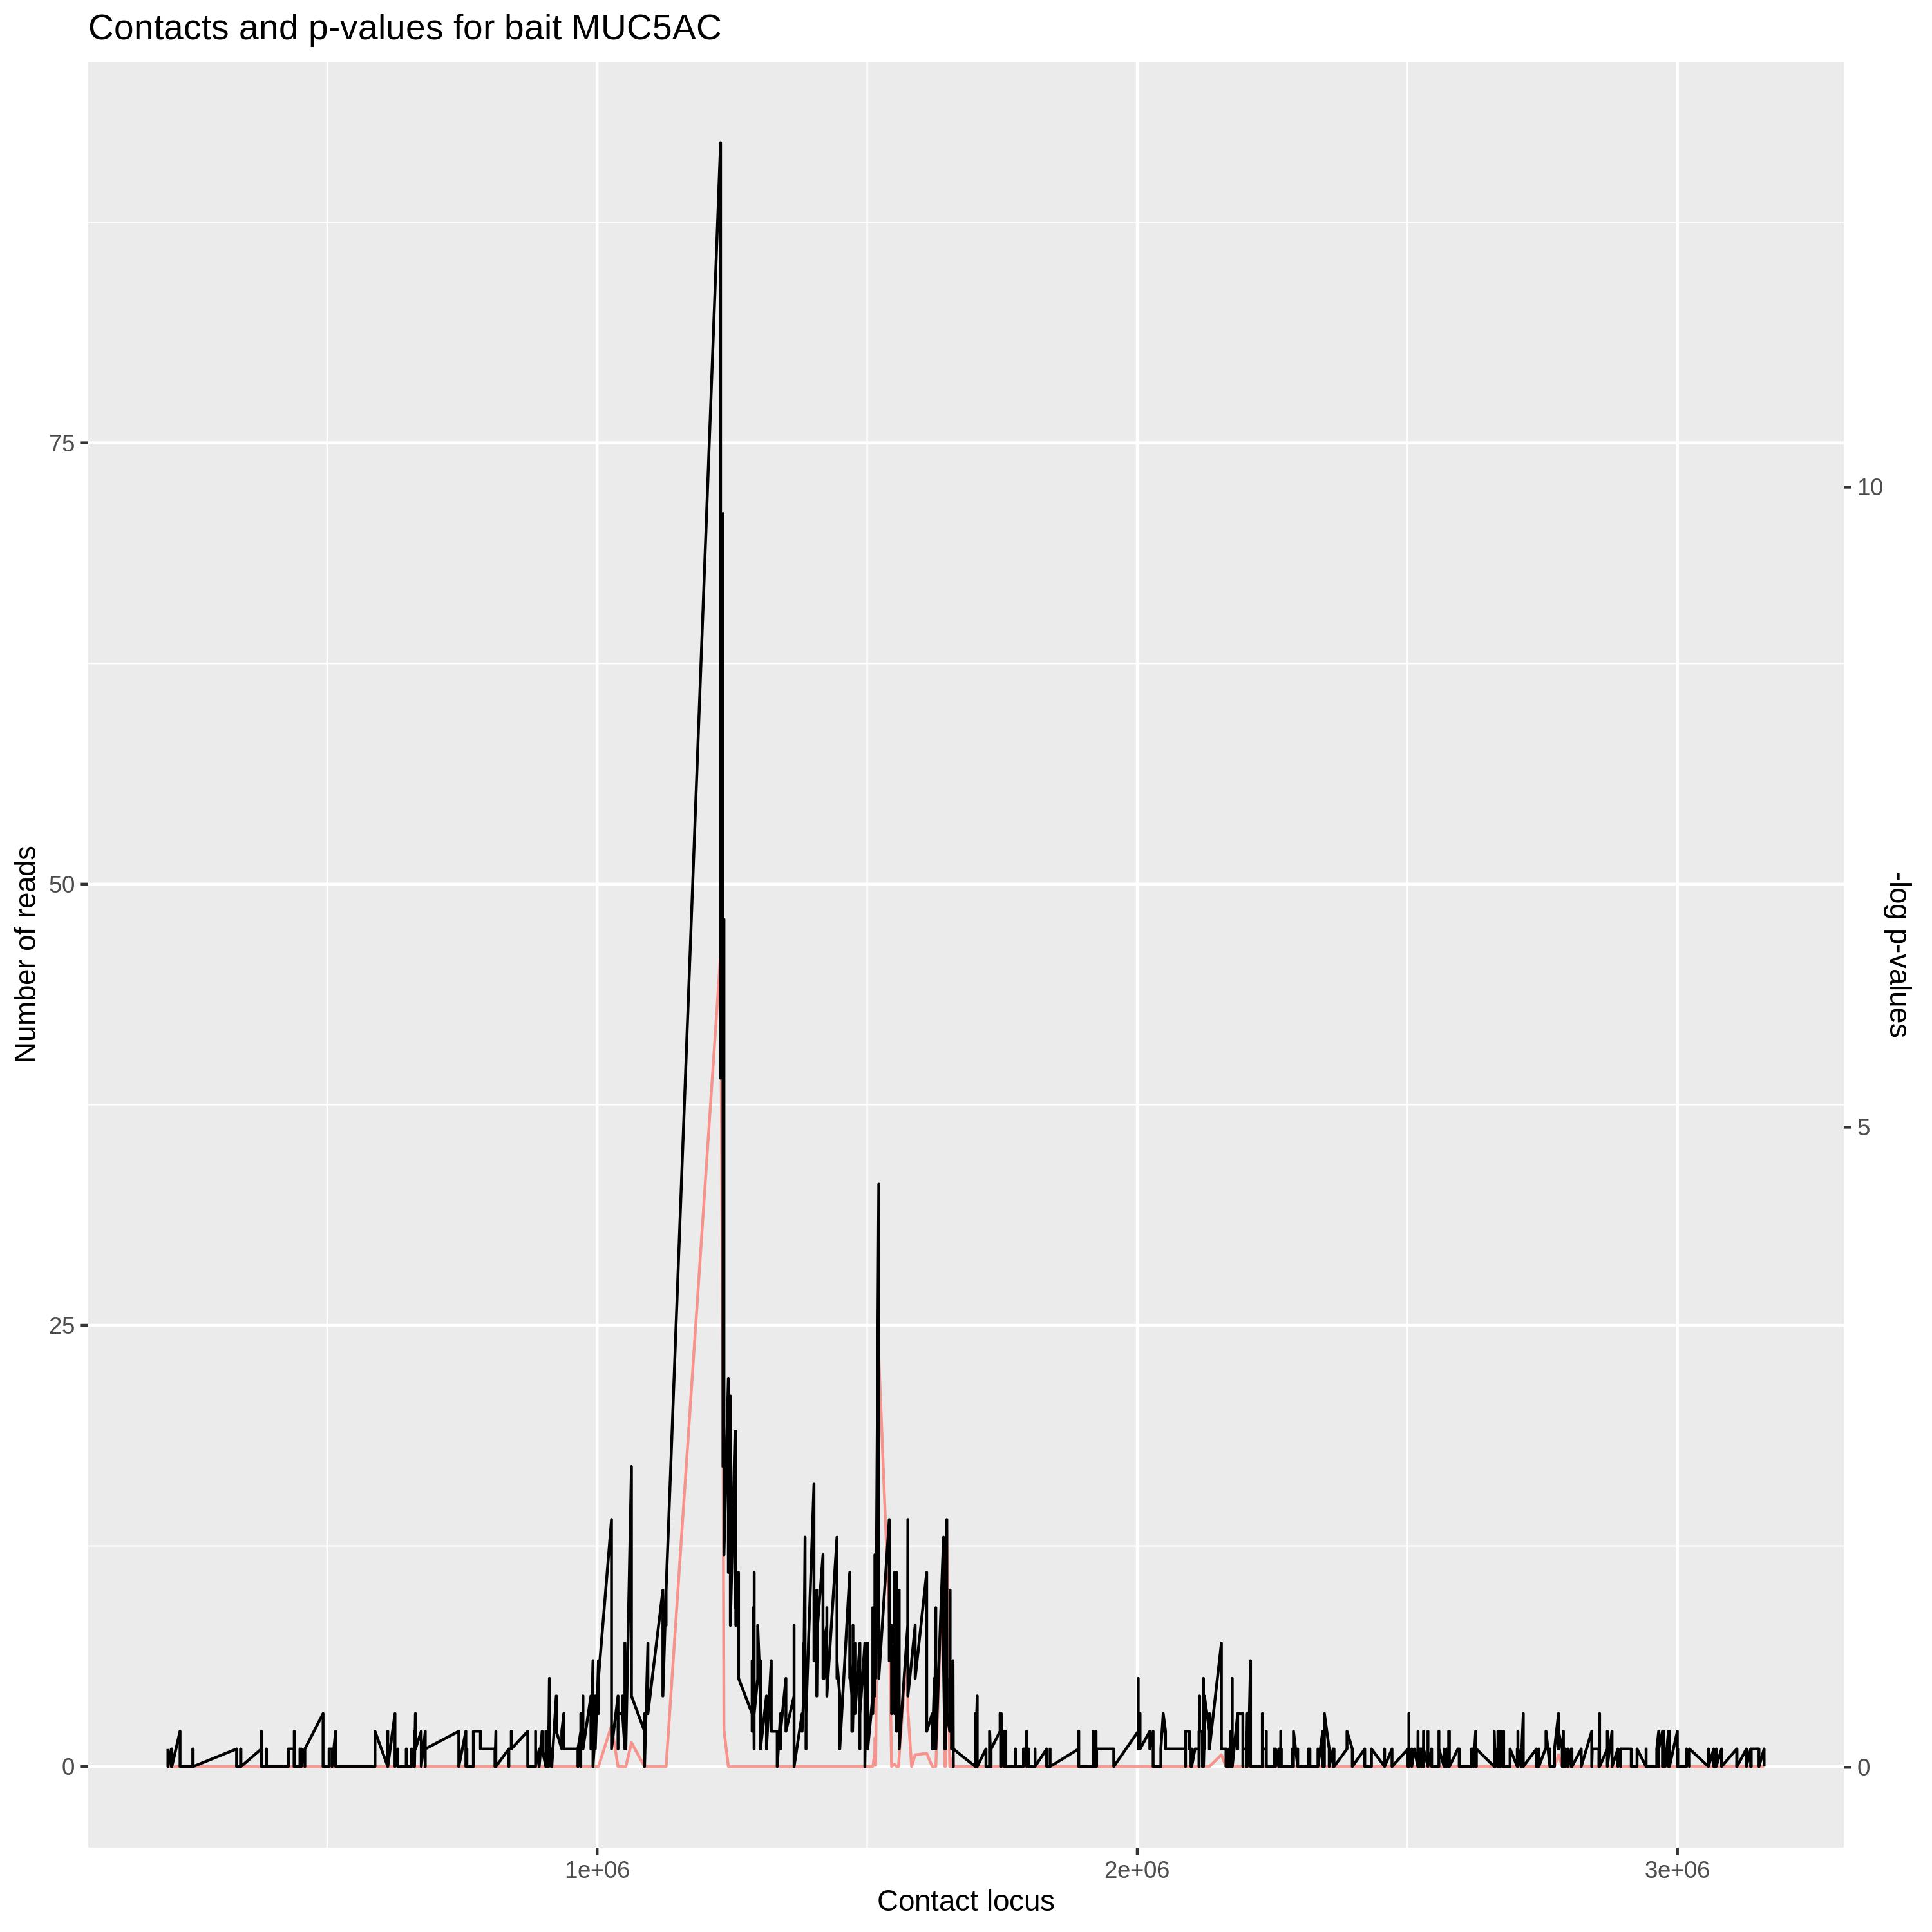 Contacts and p-values for bait MUC5AC
Number of reads
75
50
25
0
10
5
0
-log p-values
1e+06
2e+06
3e+06
Contact locus